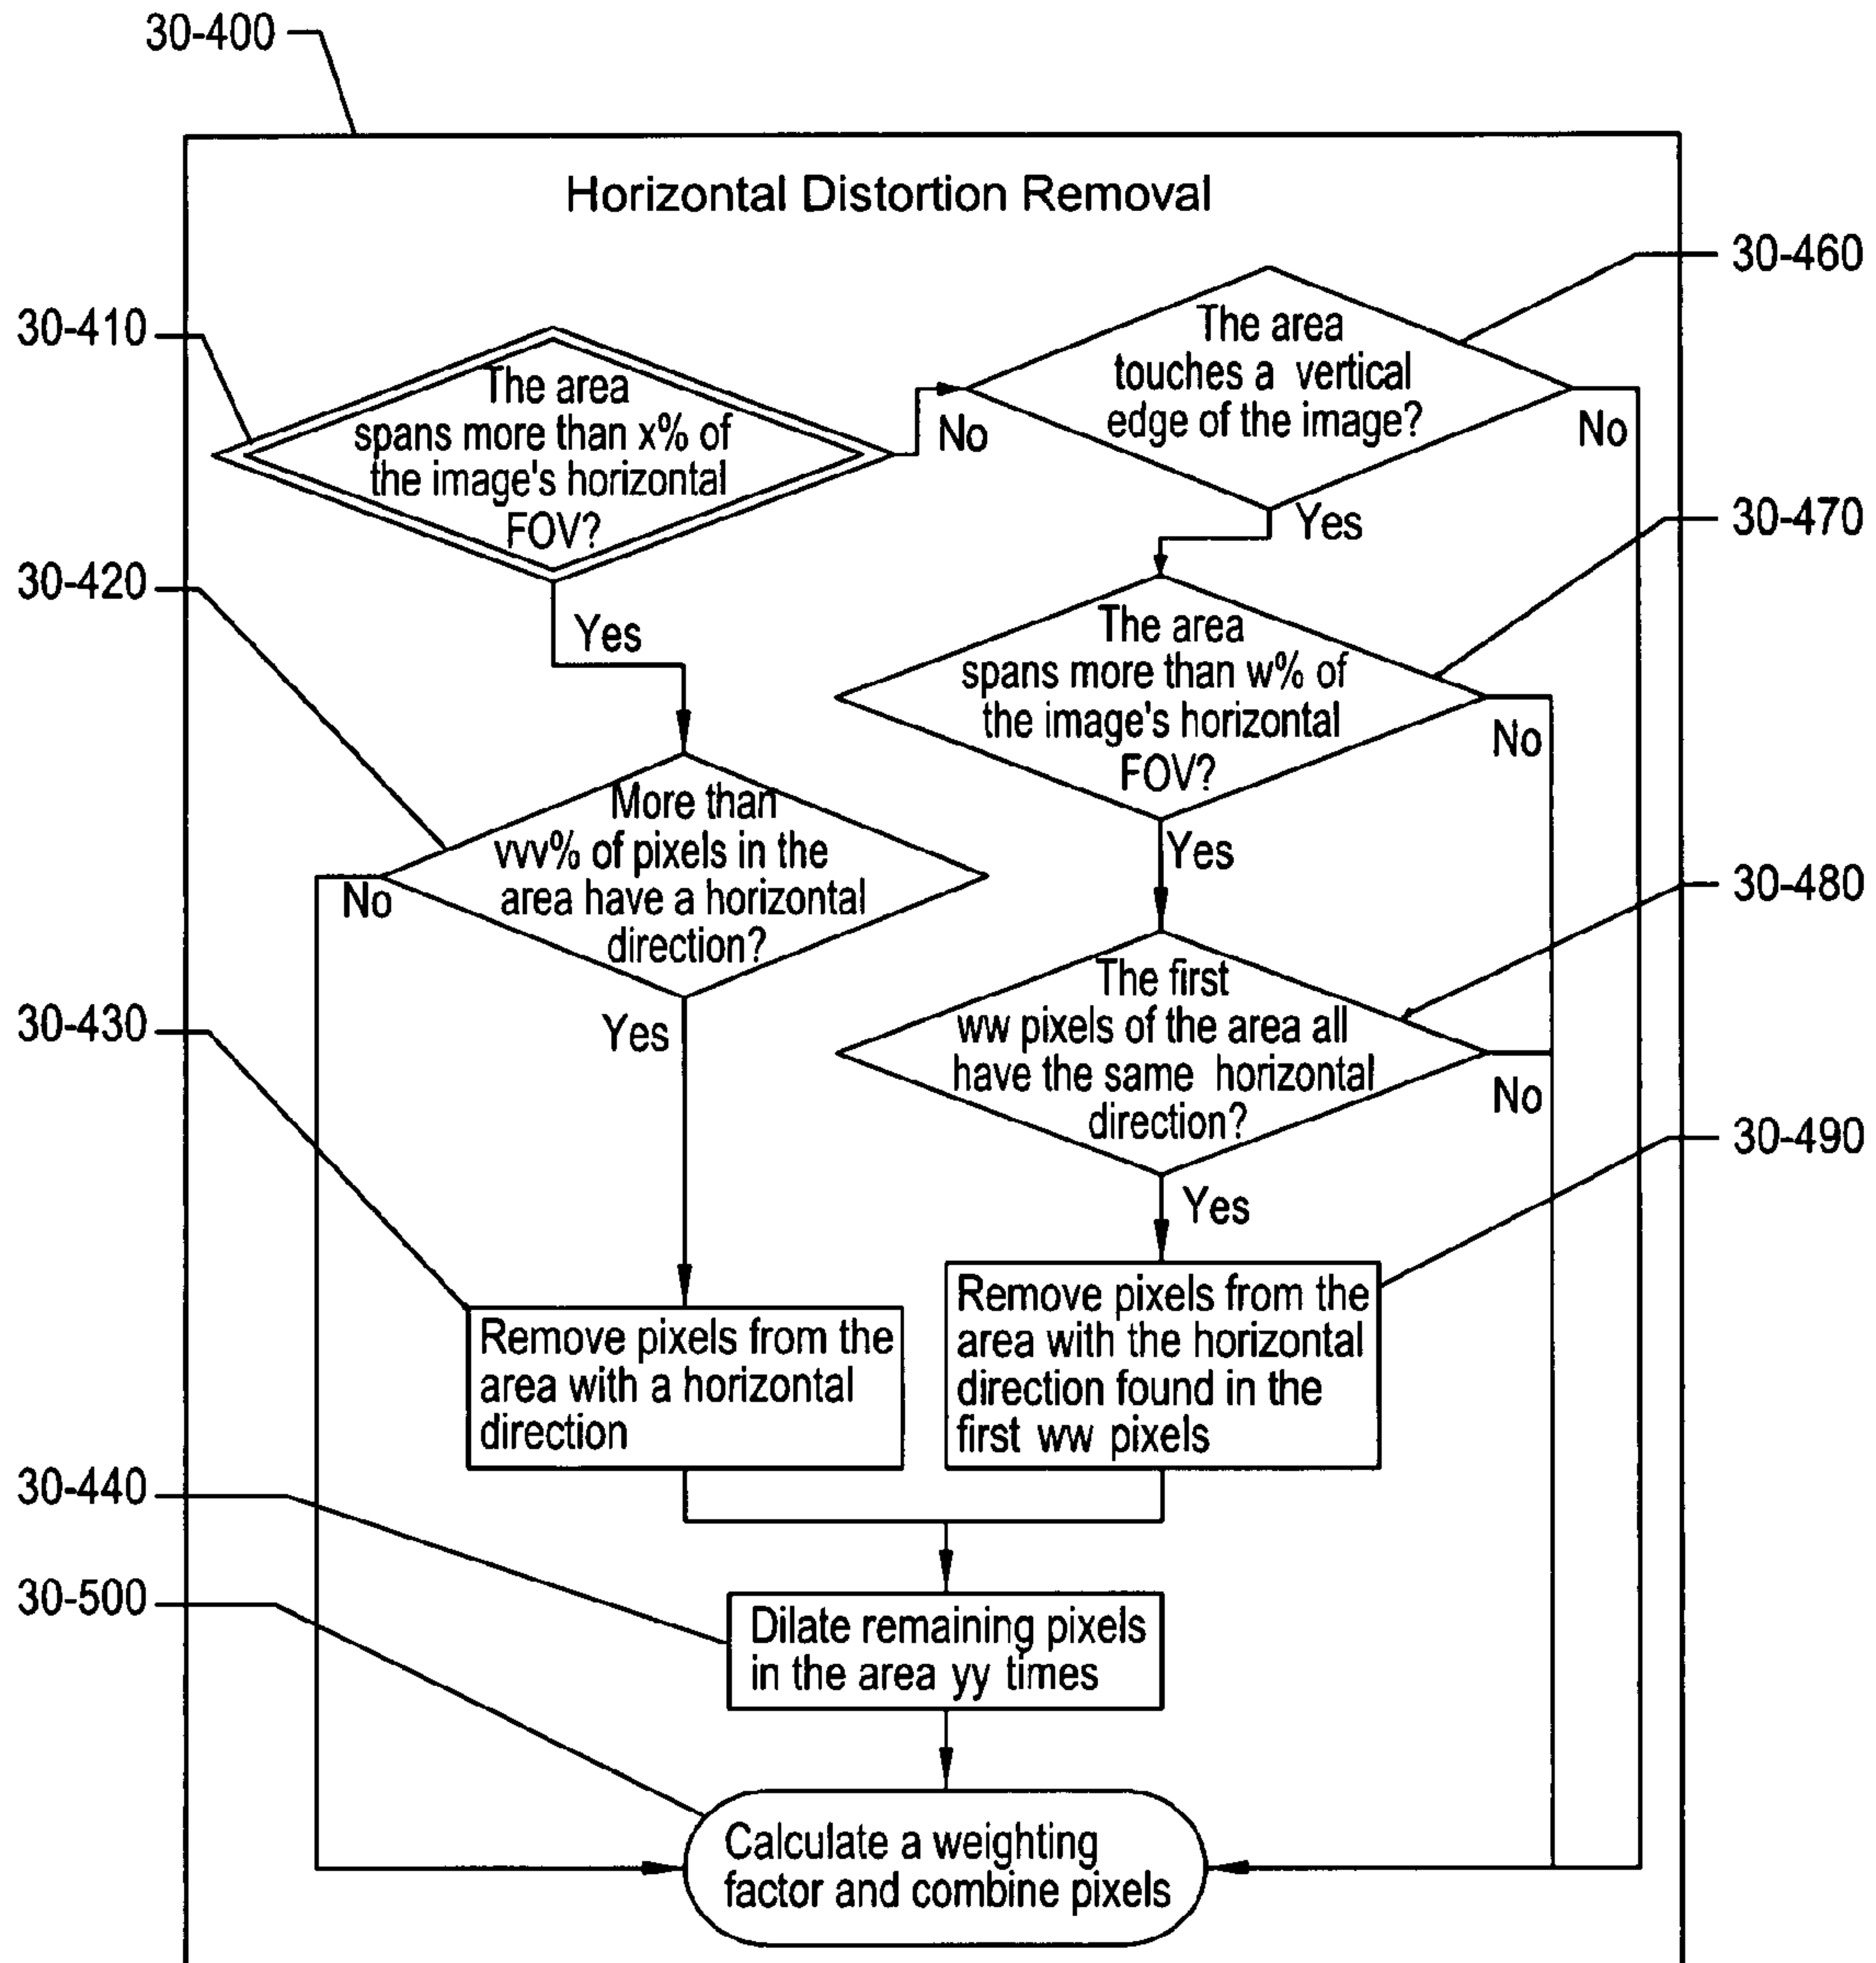 30-400
Horizontal Distortion Removal
30-460
30-410
The area
spans more than x% of
the image's horizontal
FOV?
No
The area
touches a vertical
edge of the image?
No
Yes
30-470
30-420
Yes
The area
spans more than w% of
the image's horizontal
FOV?
No
Yes
More than
vvv% of pixels in the
area have a horizontal
direction?
No
Yes
30-480
The first
ww pixels of the area all
have the same horizontal
direction?
No
Yes
30-430
30-490
Remove pixels from the
area with a horizontal
direction
Remove pixels from the
area with the horizontal
direction found in the
first ww pixels
30-440
Dilate remaining pixels
in the area yy times
30-500
Calculate a weighting
factor and combine pixels